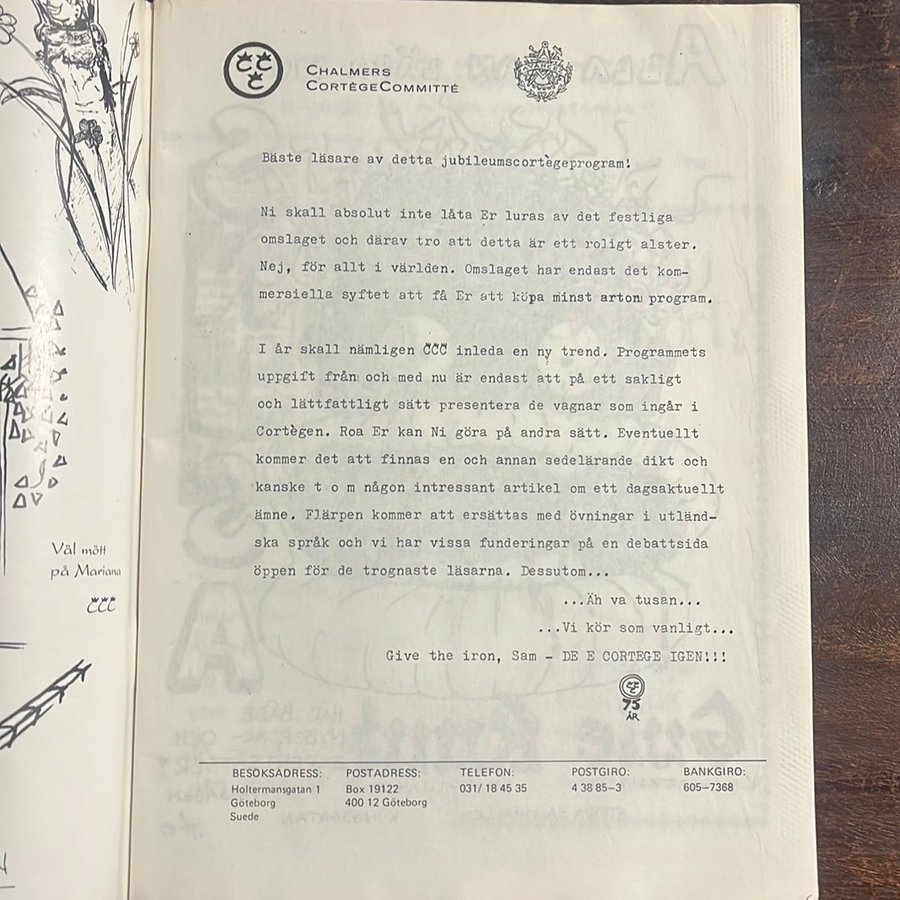 Väl mött
på Mariana
ČČČ
ČČČ
CHALMERS
CORTÈGECOMMITTÉ
Bäste läsare av detta jubileumscortègeprogram!
Ni skall absolut inte låta Er luras av det festliga
omslaget och därav tro att detta är ett roligt alster.
Nej, för allt i världen. Omslaget har endast det kom-
mersiella syftet att få Er att köpa minst arton program.
I år skall nämligen ČČČ inleda en ny trend. Programmets
uppgift från och med nu är endast att på ett sakligt
och lättfattligt sätt presentera de vagnar som ingår i
Cortègen. Roa Er kan Ni göra på andra sätt. Eventuellt
kommer det att finnas en och annan sedelärande dikt och
kanske t o m någon intressant artikel om ett dagsaktuellt
ämne. Flärpen kommer att ersättas med övningar i utländ-
ska språk och vi har vissa funderingar på en debattsida
öppen för de trognaste läsarna. Dessutom...
...Äh va tusan...
...Vi kör som vanligt...
Give the iron, Sam - DE E CORTEGE IGEN!!!
ČČČ
75
ÅR
BESÖKSADRESS: POSTADRESS: TELEFON: POSTGIRO: BANKGIRO:
Holtermansgatan 1 Box 19122 031/ 18 45 35 4 38 85-3 605-7368
Göteborg 400 12 Göteborg
Suede